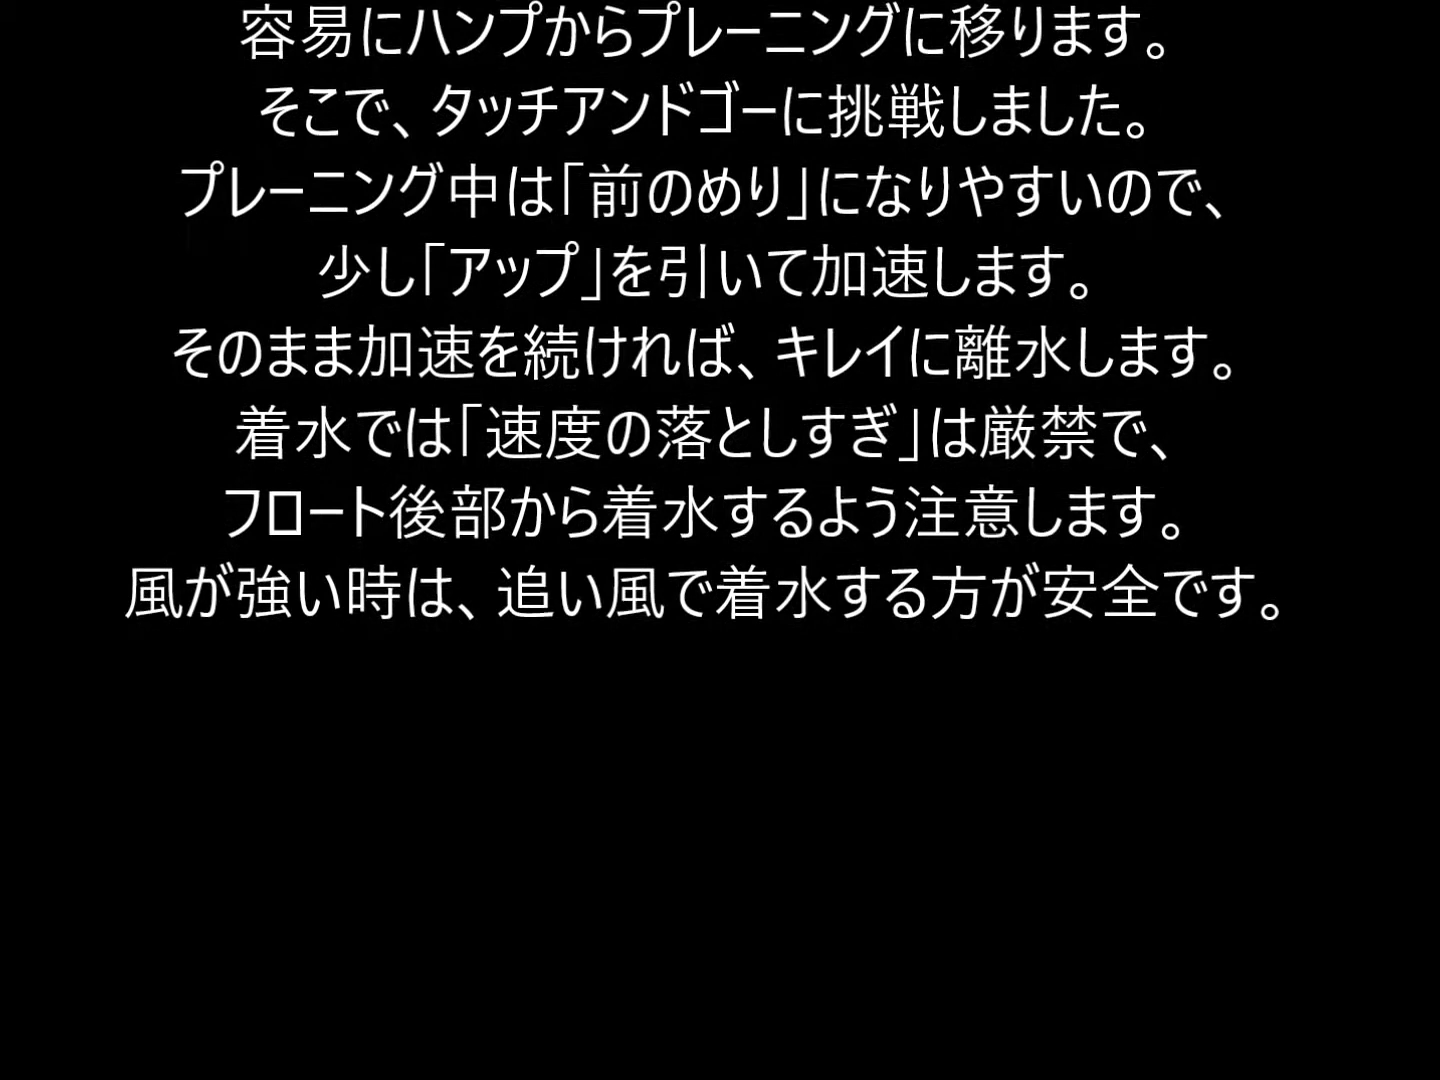 容易にハンプからプレーニングに移ります。
そこで、タッチアンドゴーに挑戦しました。
プレーニング中は「前のめり」になりやすいので、
少し「アップ」を引いて加速します。
そのまま加速を続ければ、キレイに離水します。
着水では「速度の落としすぎ」は厳禁で、
フロート後部から着水するよう注意します。
風が強い時は、追い風で着水する方が安全です。